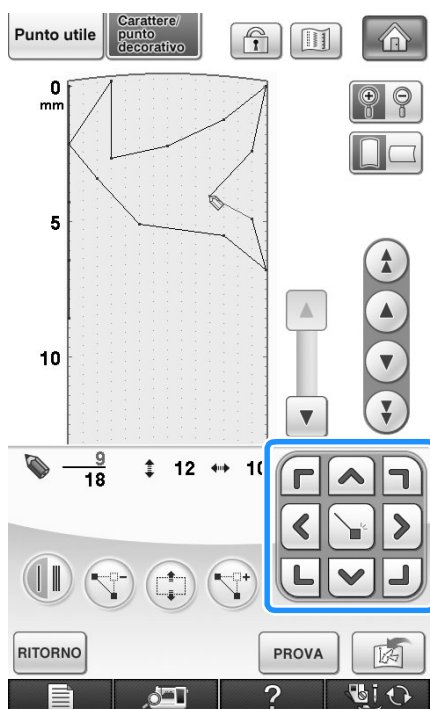 Punto utile
Carattere/
punto
decorativo
0
mm
5
10
9
18
12
10
RITORNO
PROVA
?